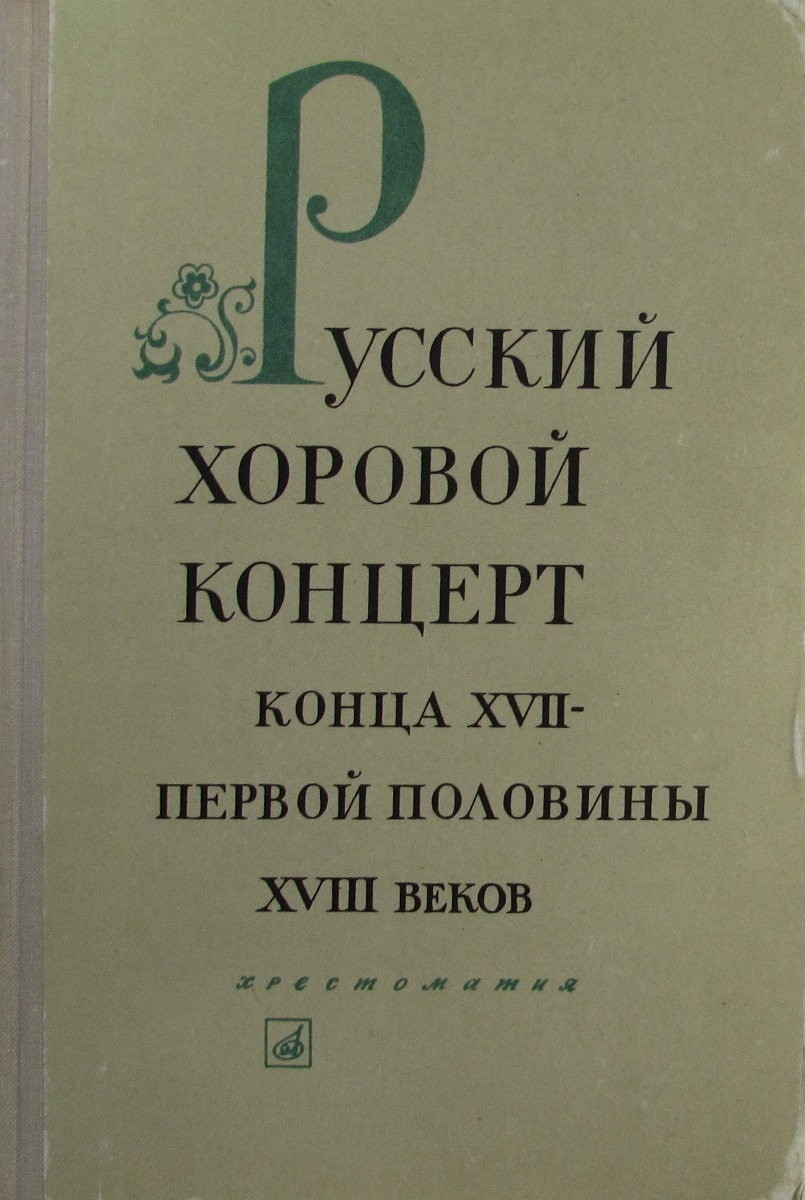 Русский
хоровой
концерт
конца XVII-
первой половины
XVIII веков
хрестоматия